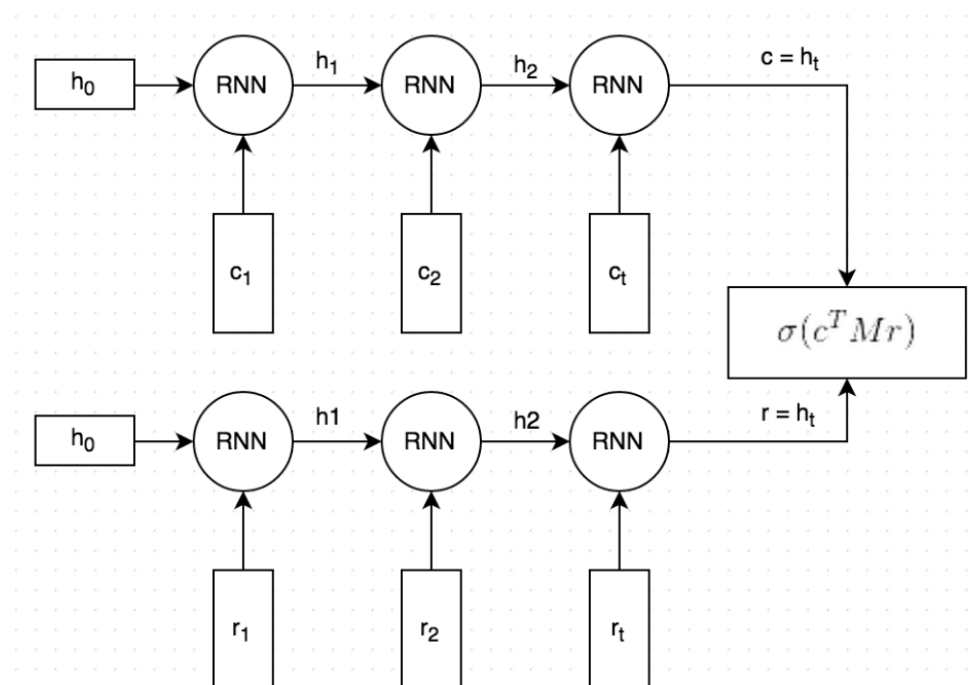 h₀ RNN h₁ RNN h₂ RNN c = hₜ
c₁ c₂ cₜ
σ(cᵀMr)
h₀ RNN h1 RNN h2 RNN r = hₜ
r₁ r₂ rₜ